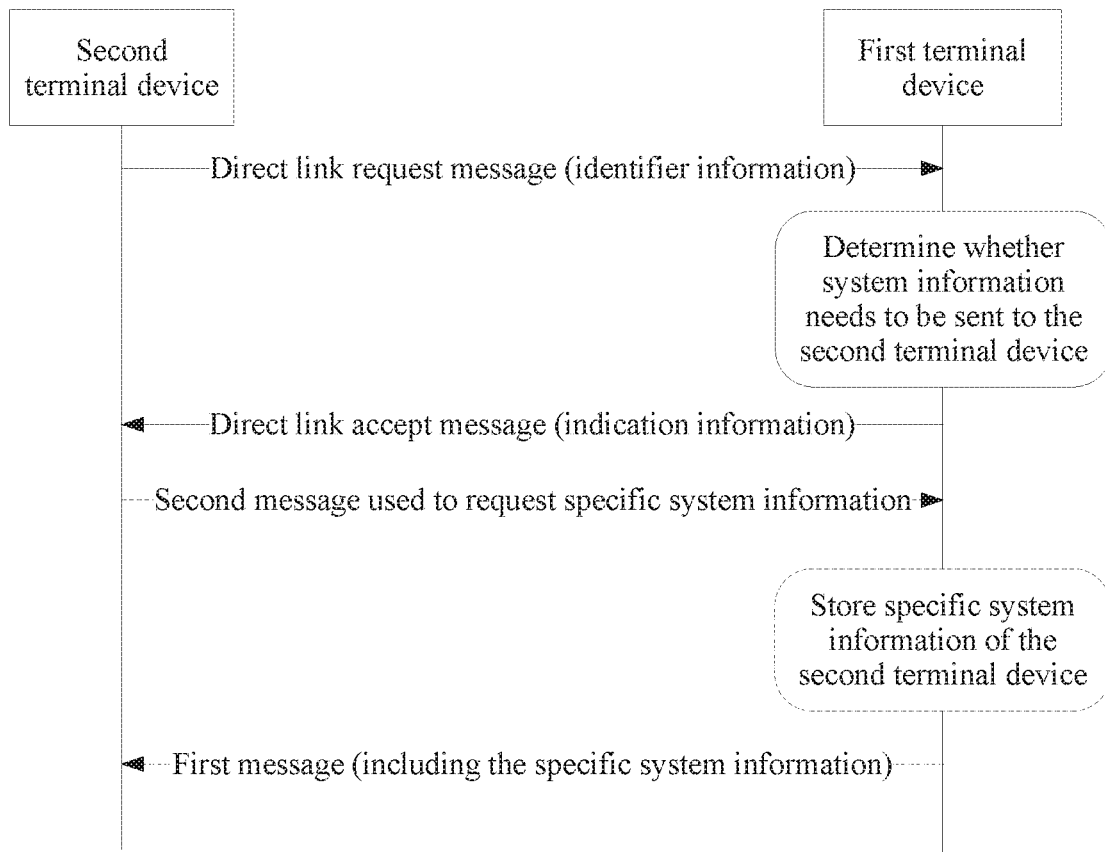 Second
terminal device
First terminal
device
Direct link request message (identifier information)
Determine whether
system information
needs to be sent to the
second terminal device
Direct link accept message (indication information)
Second message used to request specific system information
Store specific system
information of the
second terminal device
First message (including the specific system information)